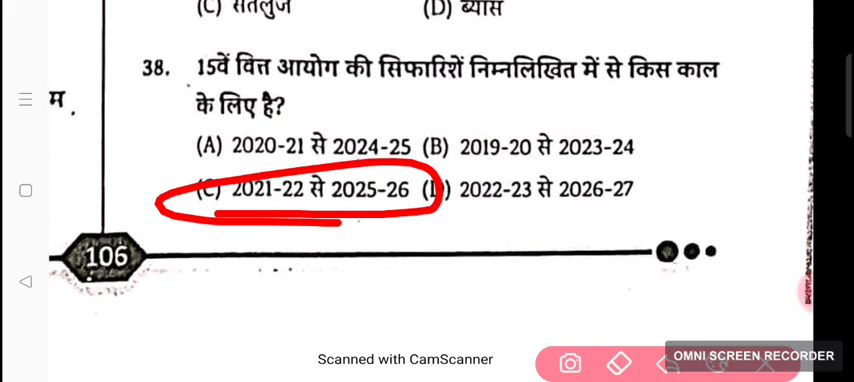 (C) सतलुज (D) व्यास
38. 15वें वित्त आयोग की सिफारिशें निम्नलिखित में से किस काल
म. के लिए है?
(A) 2020-21 से 2024-25 (B) 2019-20 से 2023-24
(C) 2021-22 से 2025-26 (D) 2022-23 से 2026-27
106
Scanned with CamScanner
OMNI SCREEN RECORDER